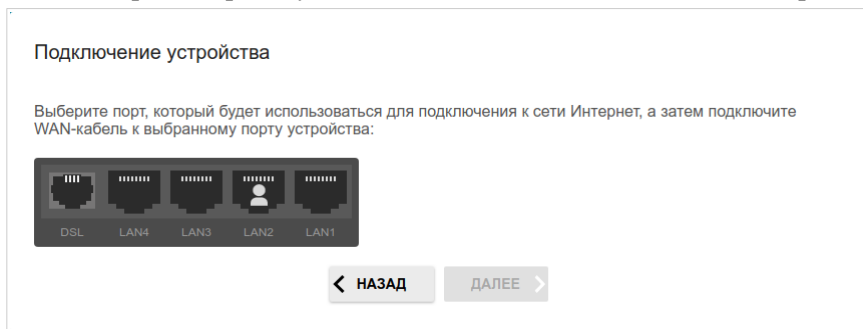 Подключение устройства
Выберите порт, который будет использоваться для подключения к сети Интернет, а затем подключите
WAN-кабель к выбранному порту устройства:
DSL LAN4 LAN3 LAN2 LAN1
НАЗАД ДАЛЕЕ